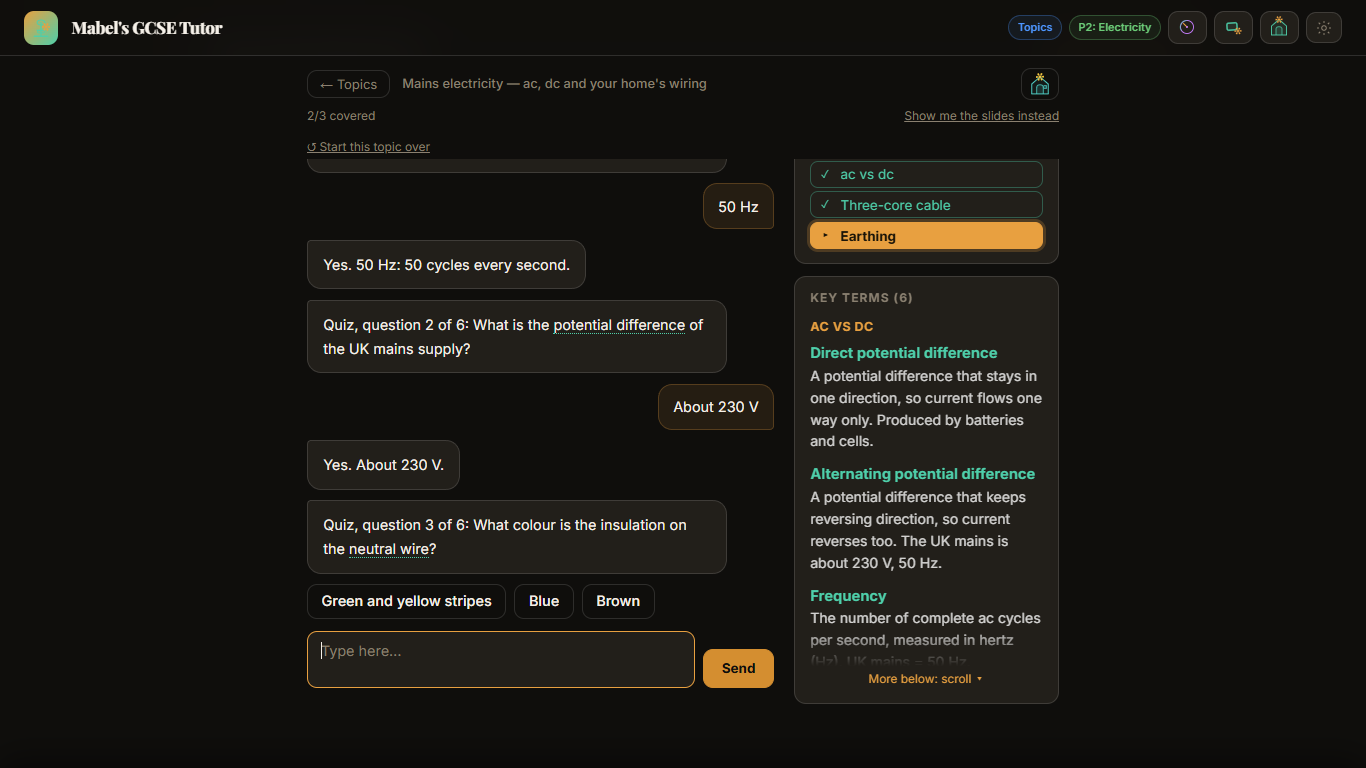 Mabel's GCSE Tutor
Topics
P2: Electricity
← Topics
Mains electricity — ac, dc and your home's wiring
2/3 covered
Show me the slides instead
↺ Start this topic over
50 Hz
Yes. 50 Hz: 50 cycles every second.
Quiz, question 2 of 6: What is the potential difference of
the UK mains supply?
About 230 V
Yes. About 230 V.
Quiz, question 3 of 6: What colour is the insulation on
the neutral wire?
Green and yellow stripes
Blue
Brown
Type here...
Send
✓ ac vs dc
✓ Three-core cable
‣ Earthing
KEY TERMS (6)
AC VS DC
Direct potential difference
A potential difference that stays in
one direction, so current flows one
way only. Produced by batteries
and cells.
Alternating potential difference
A potential difference that keeps
reversing direction, so current
reverses too. The UK mains is
about 230 V, 50 Hz.
Frequency
The number of complete ac cycles
per second, measured in hertz
(Hz). UK mains = 50 Hz
More below: scroll ▾